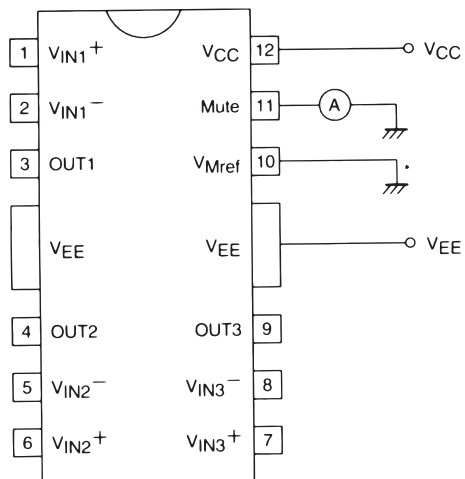 1 VIN1+ VCC 12 VCC
2 VIN1− Mute 11 A
3 OUT1 VMref 10
VEE VEE VEE
4 OUT2 OUT3 9
5 VIN2− VIN3− 8
6 VIN2+ VIN3+ 7